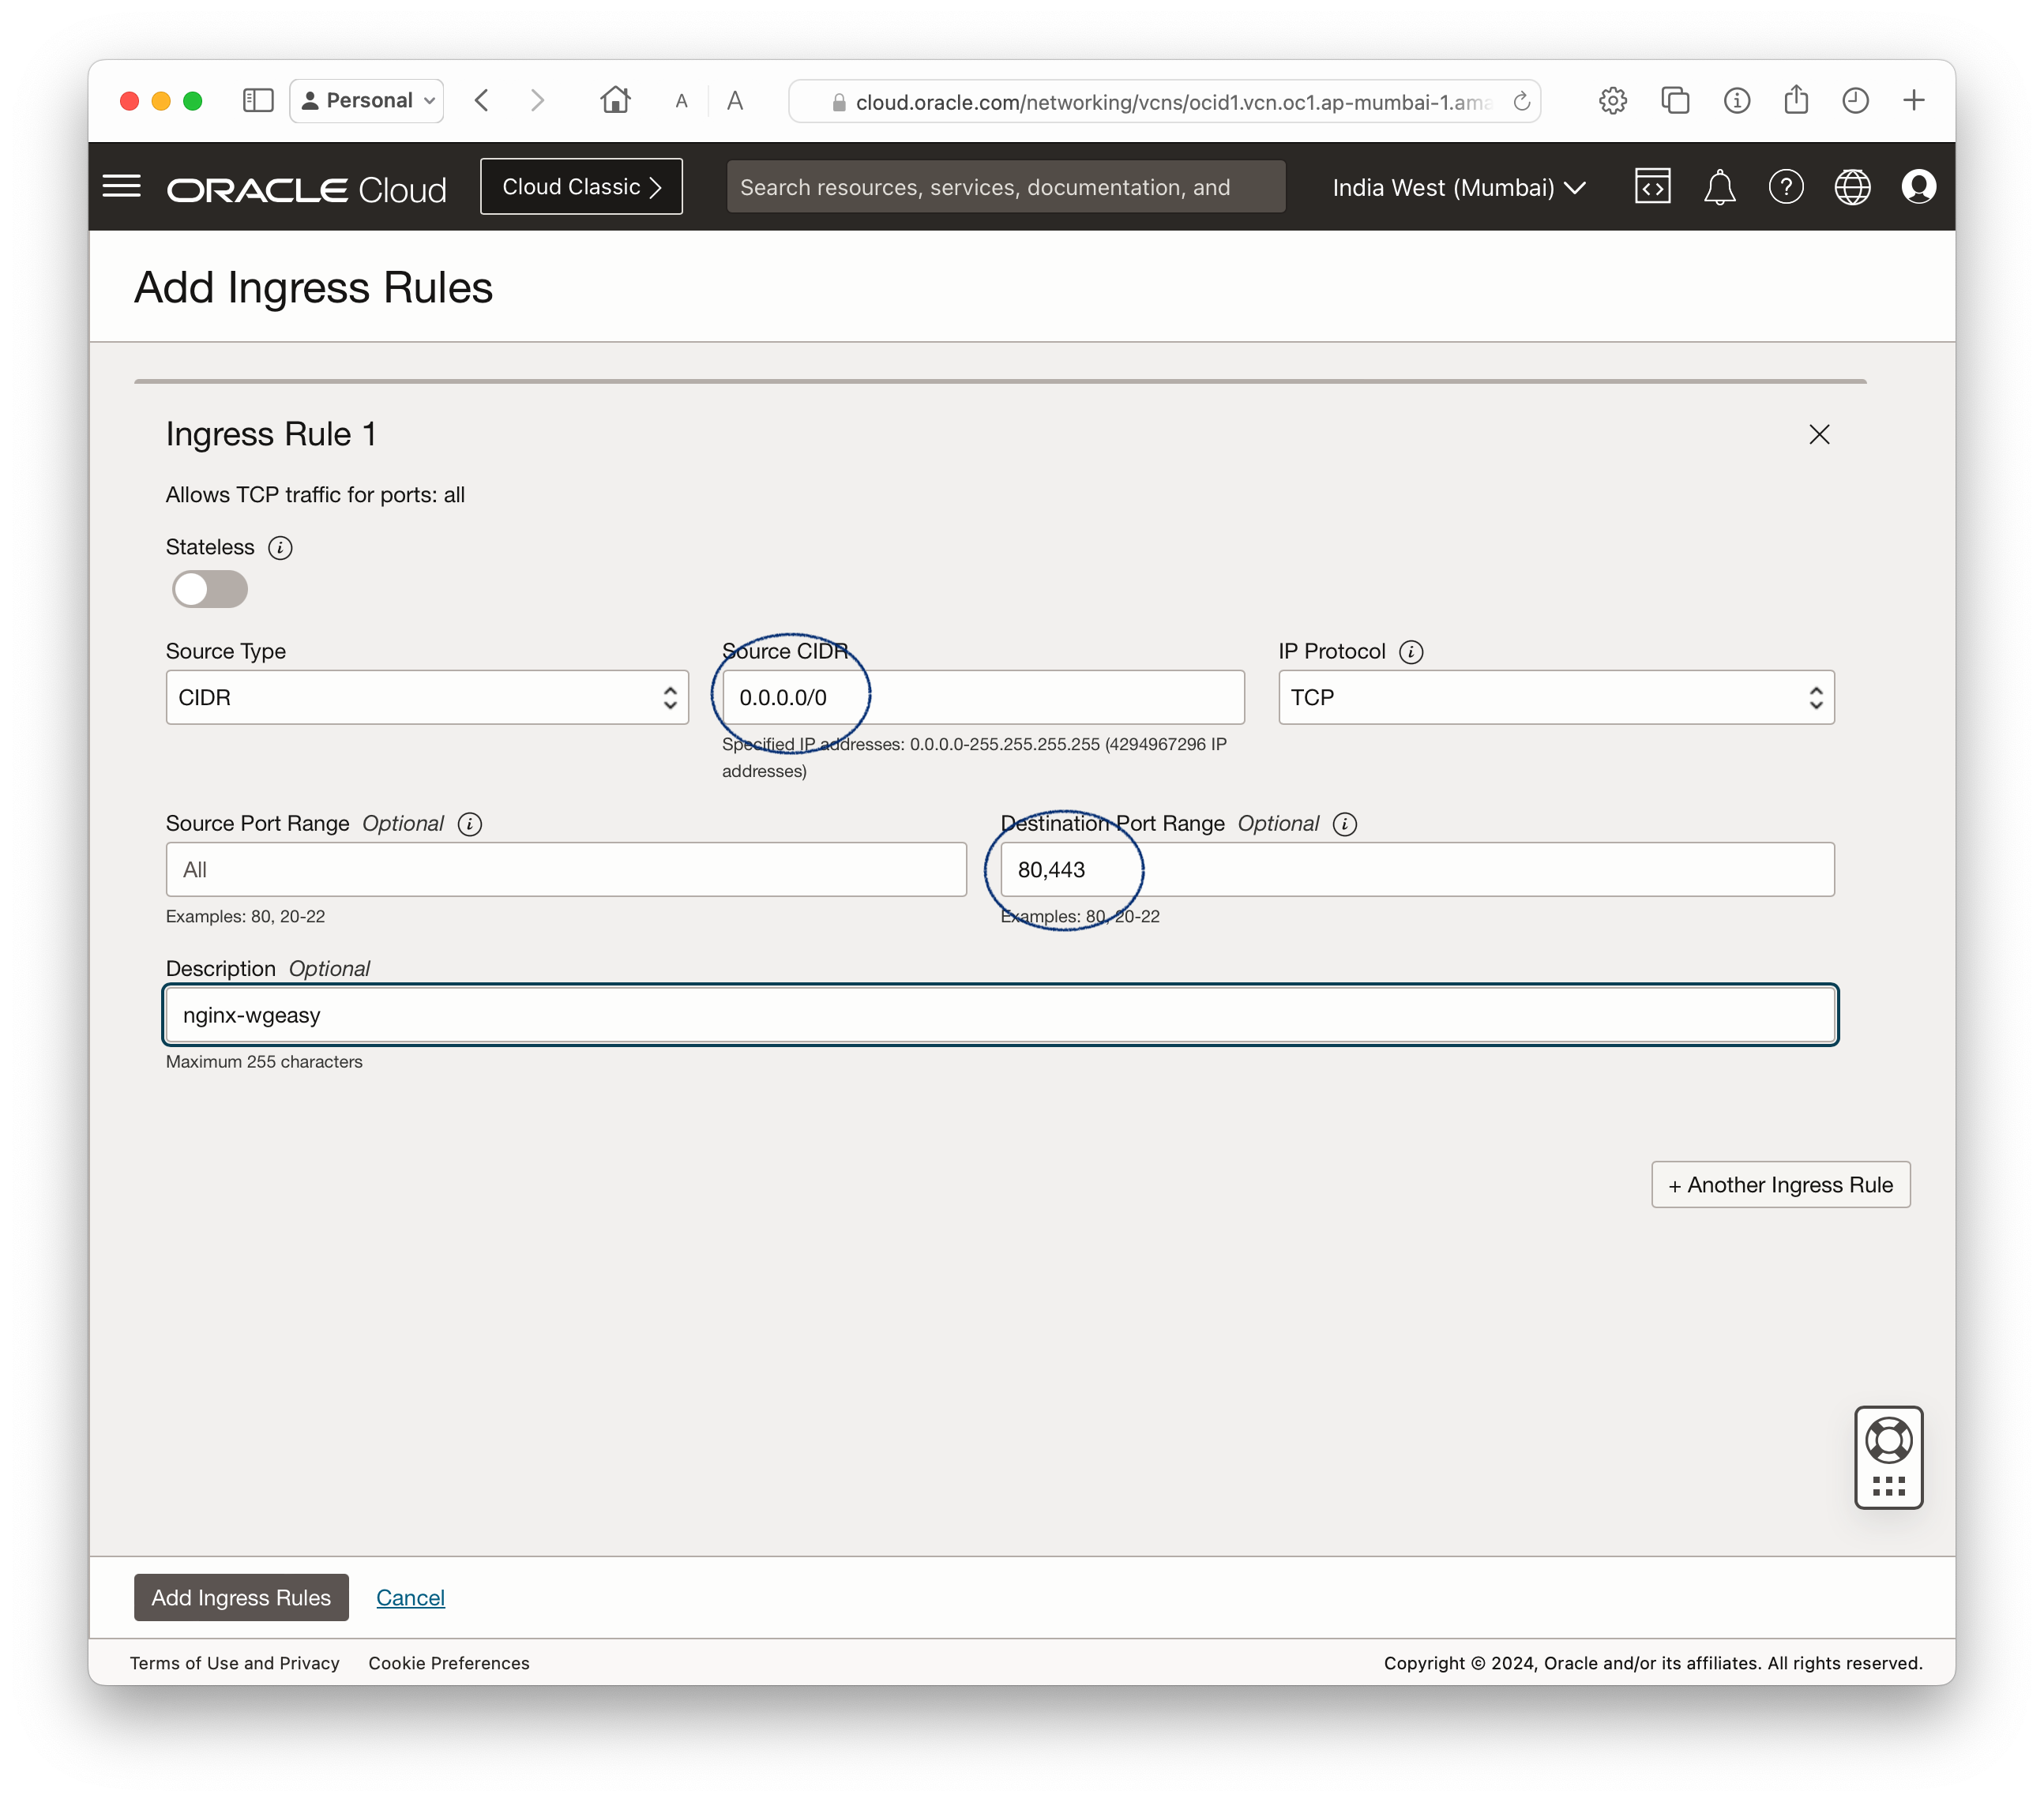 Personal
A A
cloud.oracle.com/networking/vcns/ocid1.vcn.oc1.ap-mumbai-1.ama
ORACLE Cloud
Cloud Classic
Search resources, services, documentation, and
India West (Mumbai)
Add Ingress Rules
Ingress Rule 1
Allows TCP traffic for ports: all
Stateless
Source Type
Source CIDR
IP Protocol
CIDR
0.0.0.0/0
TCP
Specified IP addresses: 0.0.0.0-255.255.255.255 (4294967296 IP
addresses)
Source Port Range Optional
Destination Port Range Optional
All
80,443
Examples: 80, 20-22
Examples: 80, 20-22
Description Optional
nginx-wgeasy
Maximum 255 characters
+ Another Ingress Rule
Add Ingress Rules
Cancel
Terms of Use and Privacy
Cookie Preferences
Copyright © 2024, Oracle and/or its affiliates. All rights reserved.